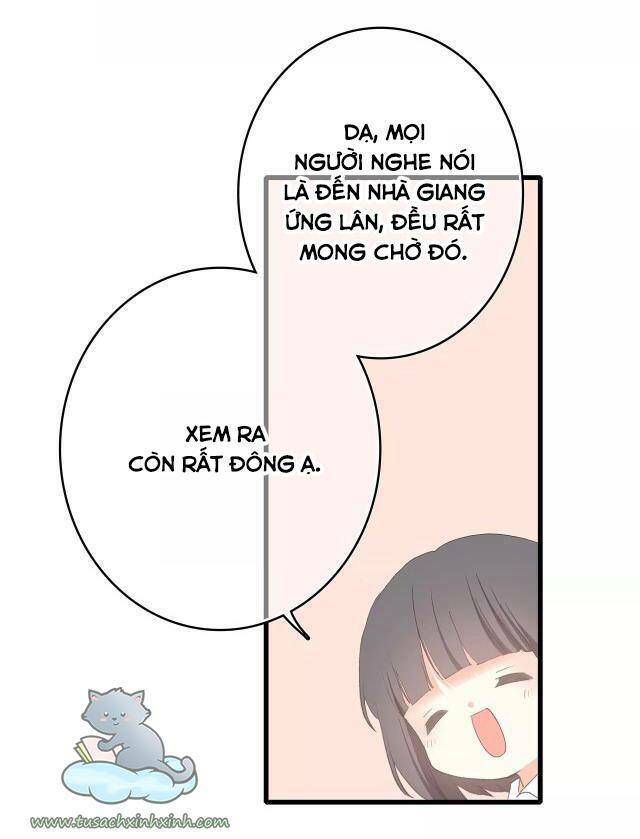 DẠ, MỌI
NGƯỜI NGHE NÓI
LÀ ĐẾN NHÀ GIANG
ỨNG LÂN, ĐỀU RẤT
MONG CHỜ ĐÓ.
XEM RA
CÒN RẤT ĐÔNG Ạ.
www.tusachxinhxinh.com